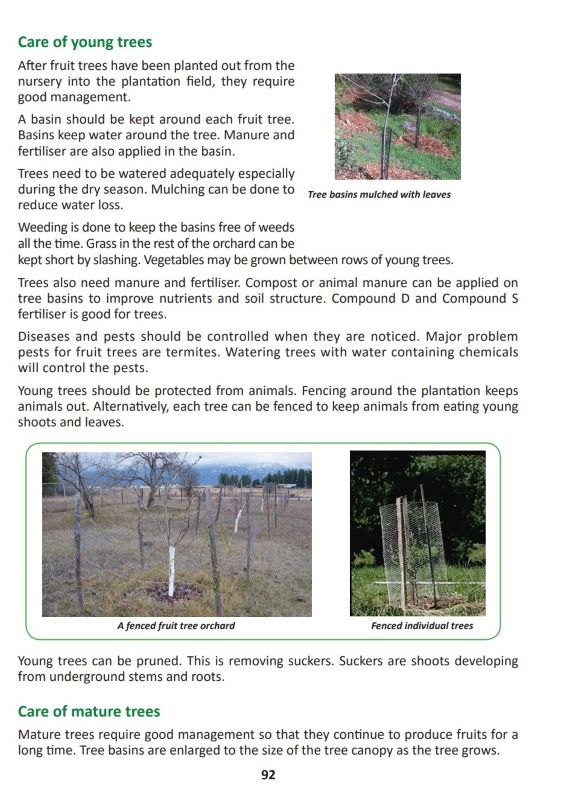 Care of young trees
After fruit trees have been planted out from the
nursery into the plantation field, they require
good management.
A basin should be kept around each fruit tree.
Basins keep water around the tree. Manure and
fertiliser are also applied in the basin.
Trees need to be watered adequately especially
during the dry season. Mulching can be done to
reduce water loss.
Tree basins mulched with leaves
Weeding is done to keep the basins free of weeds
all the time. Grass in the rest of the orchard can be
kept short by slashing. Vegetables may be grown between rows of young trees.
Trees also need manure and fertiliser. Compost or animal manure can be applied on
tree basins to improve nutrients and soil structure. Compound D and Compound S
fertiliser is good for trees.
Diseases and pests should be controlled when they are noticed. Major problem
pests for fruit trees are termites. Watering trees with water containing chemicals
will control the pests.
Young trees should be protected from animals. Fencing around the plantation keeps
animals out. Alternatively, each tree can be fenced to keep animals from eating young
shoots and leaves.
A fenced fruit tree orchard
Fenced individual trees
Young trees can be pruned. This is removing suckers. Suckers are shoots developing
from underground stems and roots.
Care of mature trees
Mature trees require good management so that they continue to produce fruits for a
long time. Tree basins are enlarged to the size of the tree canopy as the tree grows.
92